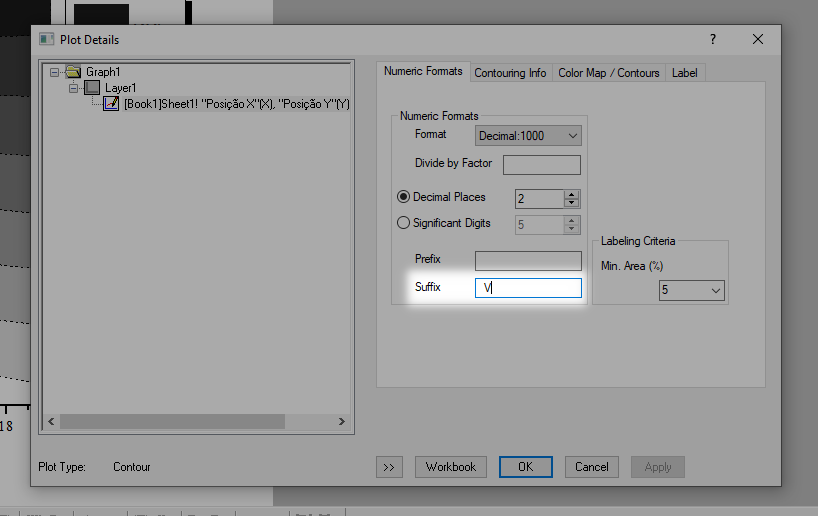 Plot Details
?
Graph1
Layer1
[Book1]Sheet1! "Posição X"(X), "Posição Y"(Y)
Numeric Formats
Contouring Info
Color Map / Contours
Label
Numeric Formats
Format
Decimal:1000
Divide by Factor
Decimal Places
2
Significant Digits
5
Prefix
Suffix
V
Labeling Criteria
Min. Area (%)
5
18
Plot Type:
Contour
>>
Workbook
OK
Cancel
Apply